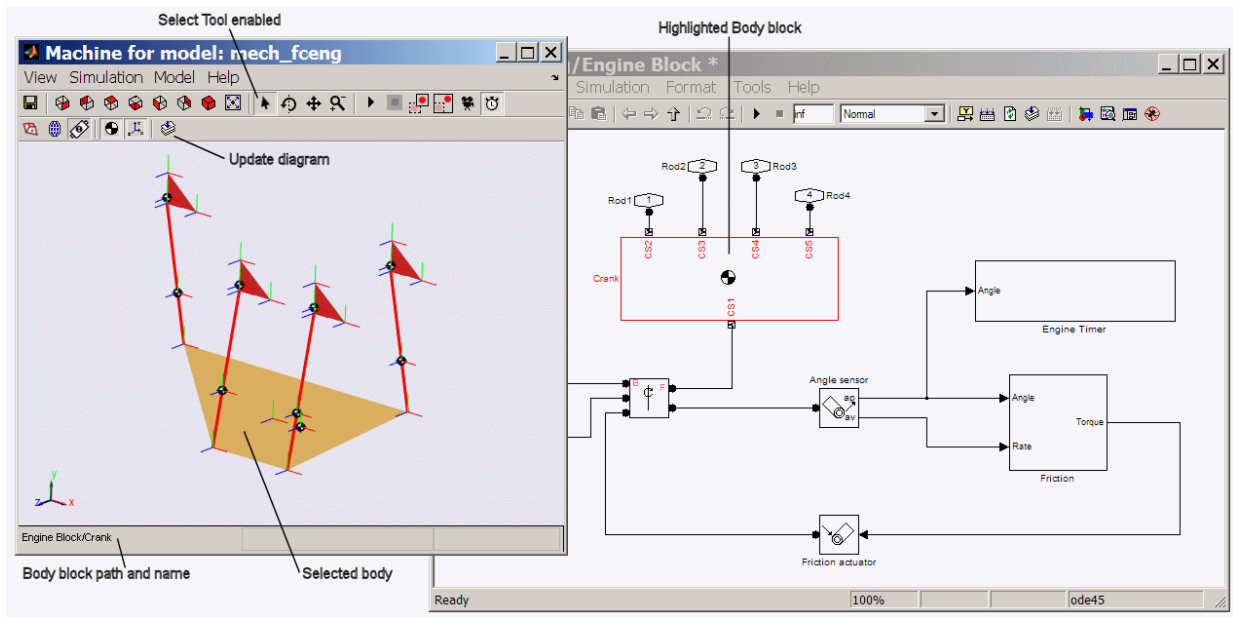 Select Tool enabled
Highlighted Body block
Machine for model: mech_fceng
View Simulation Model Help
Update diagram
y
z
x
Engine Block/Crank
Body block path and name
Selected body
/Engine Block *
Simulation Format Tools Help
inf
Normal
Rod2
2
3
Rod3
Rod1
1
4
Rod4
CS2
CS3
CS4
CS5
Crank
CS1
Angle
Engine Timer
B
F
Angle sensor
ap
av
Angle
Torque
Rate
Friction
Friction actuator
Ready
100%
ode45